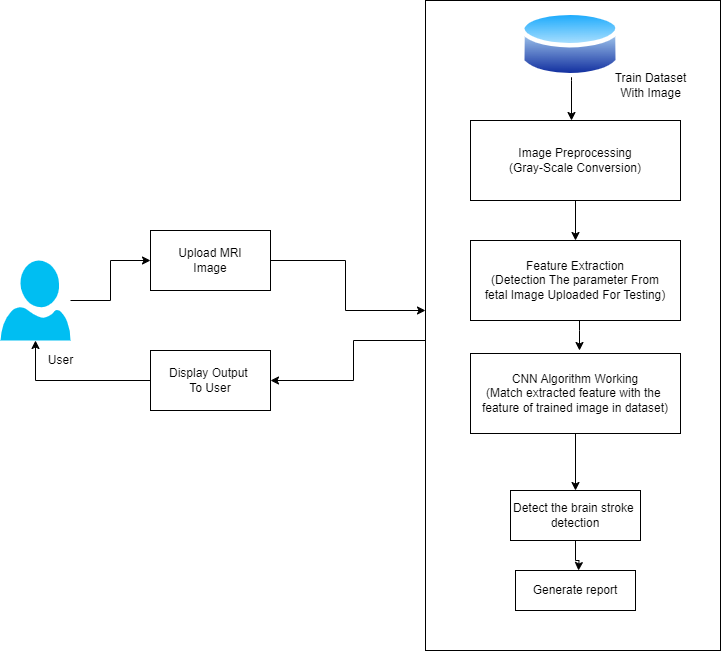 Train Dataset
With Image
Image Preprocessing
(Gray-Scale Conversion)
Upload MRI
Image
Feature Extraction
(Detection The parameter From
fetal Image Uploaded For Testing)
User
Display Output
To User
CNN Algorithm Working
(Match extracted feature with the
feature of trained image in dataset)
Detect the brain stroke
detection
Generate report